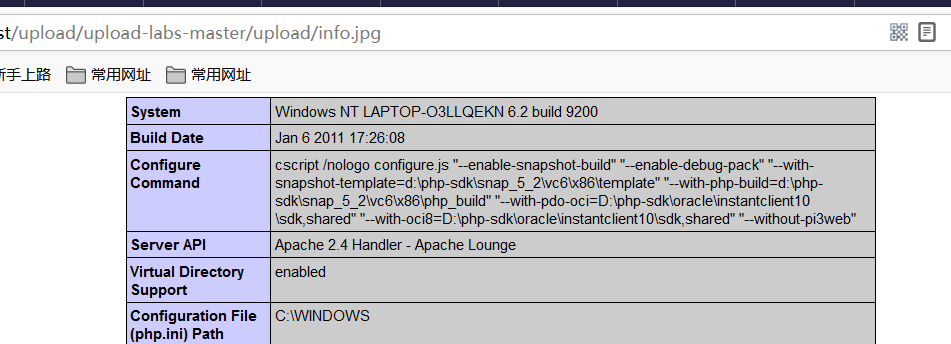 st/upload/upload-labs-master/upload/info.jpg
新手上路 常用网址 常用网址
System Windows NT LAPTOP-O3LLQEKN 6.2 build 9200
Build Date Jan 6 2011 17:26:08
Configure Command cscript /nologo configure.js "--enable-snapshot-build" "--enable-debug-pack" "--with-
snapshot-template=d:\php-sdk\snap_5_2\vc6\x86\template" "--with-php-build=d:\php-
sdk\snap_5_2\vc6\x86\php_build" "--with-pdo-oci=D:\php-sdk\oracle\instantclient10
\sdk,shared" "--with-oci8=D:\php-sdk\oracle\instantclient10\sdk,shared" "--without-pi3web"
Server API Apache 2.4 Handler - Apache Lounge
Virtual Directory
Support enabled
Configuration File
(php.ini) Path C:\WINDOWS